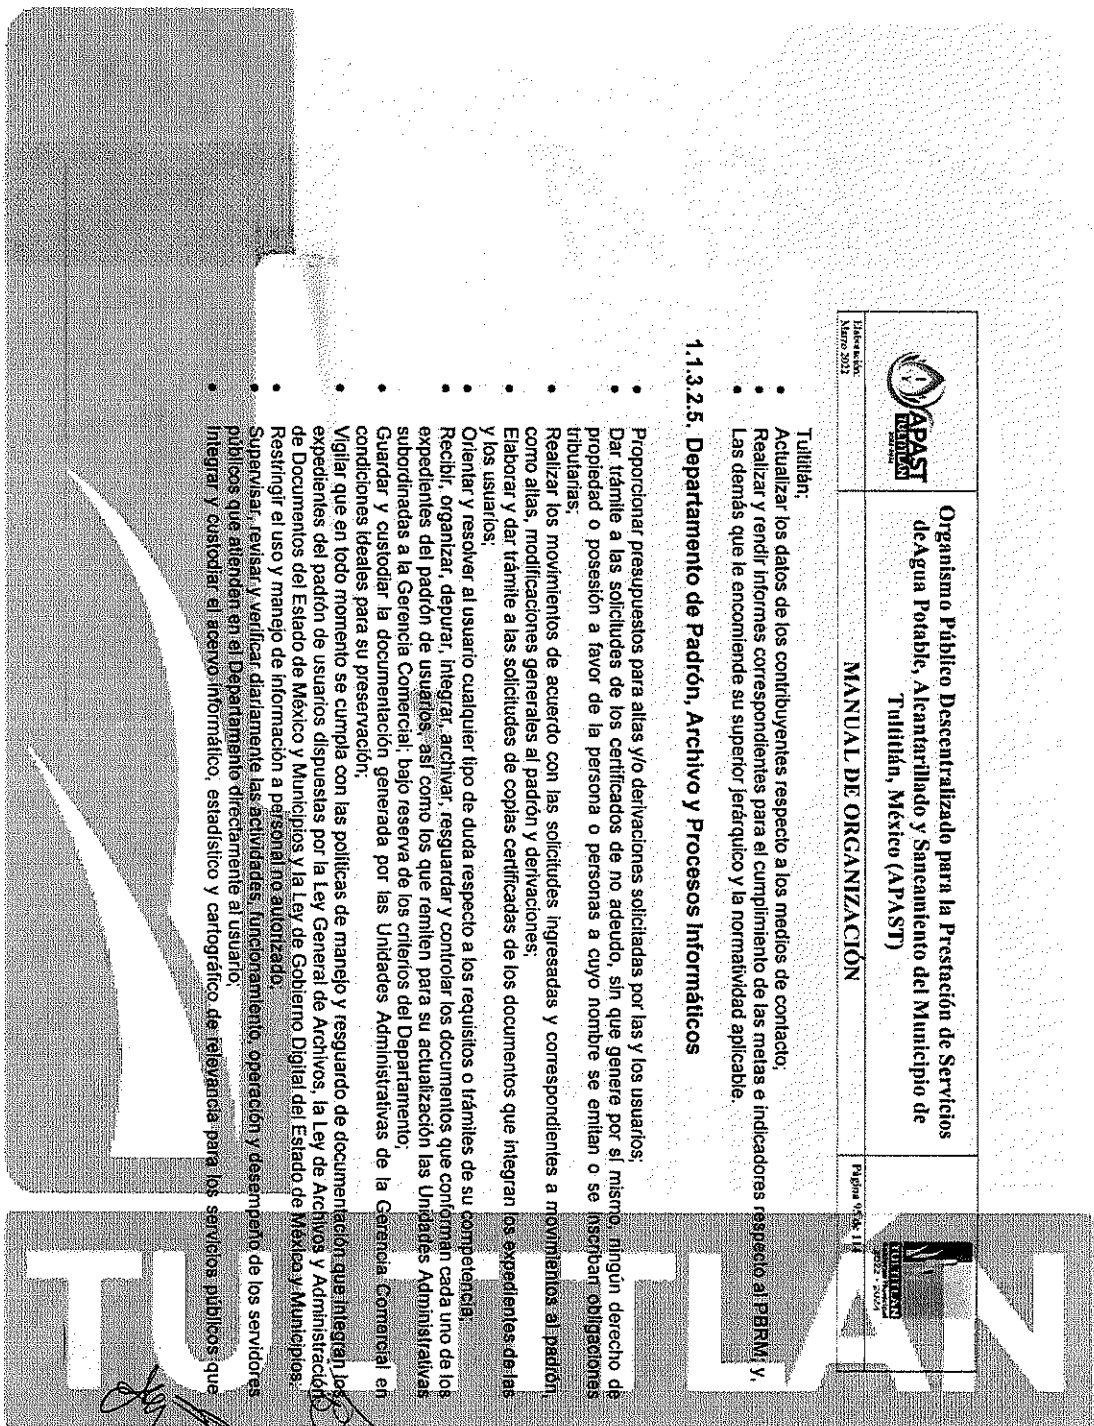 APAST
TULTITLÁN
2022-2024
Organismo Público Descentralizado para la Prestación de Servicios
deAgua Potable, Alcantarillado y Saneamiento del Municipio de
Tultitlán, México (APAST)
TULTITLÁN
2022 - 2024
Elaboración:
Marzo 2022
MANUAL DE ORGANIZACIÓN
Página 95 de 114
Tultitlán;
• Actualizar los datos de los contribuyentes respecto a los medios de contacto;
• Realizar y rendir informes correspondientes para el cumplimiento de las metas e indicadores respecto al PBRM; y,
• Las demás que le encomiende su superior jerárquico y la normatividad aplicable.
1.1.3.2.5. Departamento de Padrón, Archivo y Procesos Informáticos
• Proporcionar presupuestos para altas y/o derivaciones solicitadas por las y los usuarios;
• Dar trámite a las solicitudes de los certificados de no adeudo, sin que genere por sí mismo, ningún derecho de
propiedad o posesión a favor de la persona o personas a cuyo nombre se emitan o se inscriban obligaciones
tributarias;
• Realizar los movimientos de acuerdo con las solicitudes ingresadas y correspondientes a movimientos al padrón,
como altas, modificaciones generales al padrón y derivaciones;
• Elaborar y dar trámite a las solicitudes de copias certificadas de los documentos que integran los expedientes de las
y los usuarios;
• Orientar y resolver al usuario cualquier tipo de duda respecto a los requisitos o trámites de su competencia;
• Recibir, organizar, depurar, integrar, archivar, resguardar y controlar los documentos que conforman cada uno de los
expedientes del padrón de usuarios, así como los que remiten para su actualización las Unidades Administrativas
subordinadas a la Gerencia Comercial; bajo reserva de los criterios del Departamento;
• Guardar y custodiar la documentación generada por las Unidades Administrativas de la Gerencia Comercial en
condiciones ideales para su preservación;
• Vigilar que en todo momento se cumpla con las políticas de manejo y resguardo de documentación que integran los
expedientes del padrón de usuarios dispuestas por la Ley General de Archivos, la Ley de Archivos y Administración
de Documentos del Estado de México y Municipios y la Ley de Gobierno Digital del Estado de México y Municipios;
• Restringir el uso y manejo de información a personal no autorizado;
• Supervisar, revisar y verificar diariamente las actividades, funcionamiento, operación y desempeño de los servidores
públicos que atienden en el Departamento directamente al usuario;
• Integrar y custodiar el acervo informático, estadístico y cartográfico de relevancia para los servicios públicos que
TULTITLÁN